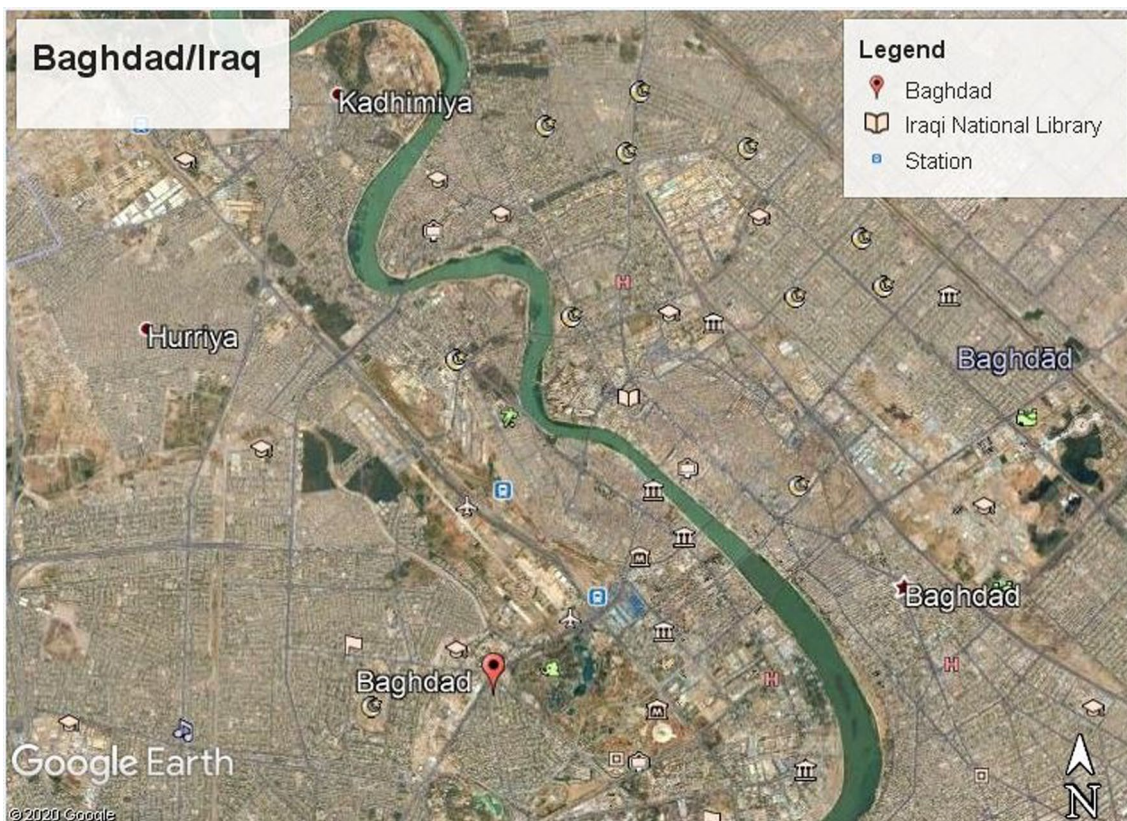 Baghdad/Iraq
Legend
Baghdad
Iraqi National Library
Station
Kadhimiya
Hurriya
Baghdād
Baghdad
Baghdad
H
H
H
M
M
Google Earth
©2020 Google
N